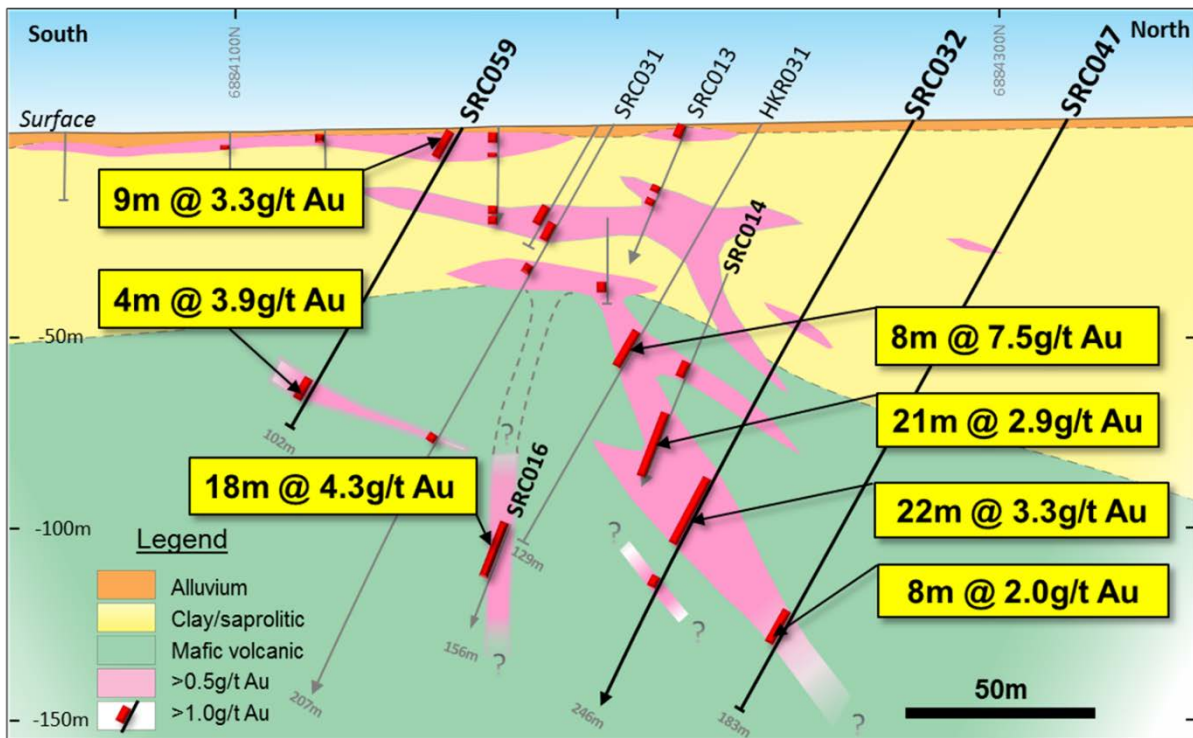 South
North
6884100N
6884300N
SRC059
SRC031
SRC013
HKR031
SRC032
SRC047
Surface
9m @ 3.3g/t Au
SRC014
4m @ 3.9g/t Au
-50m
8m @ 7.5g/t Au
21m @ 2.9g/t Au
102m
?
18m @ 4.3g/t Au
SRC016
22m @ 3.3g/t Au
-100m
?
129m
8m @ 2.0g/t Au
Legend
Alluvium
Clay/saprolitic
Mafic volcanic
>0.5g/t Au
>1.0g/t Au
156m
?
?
207m
246m
183m
?
50m
-150m